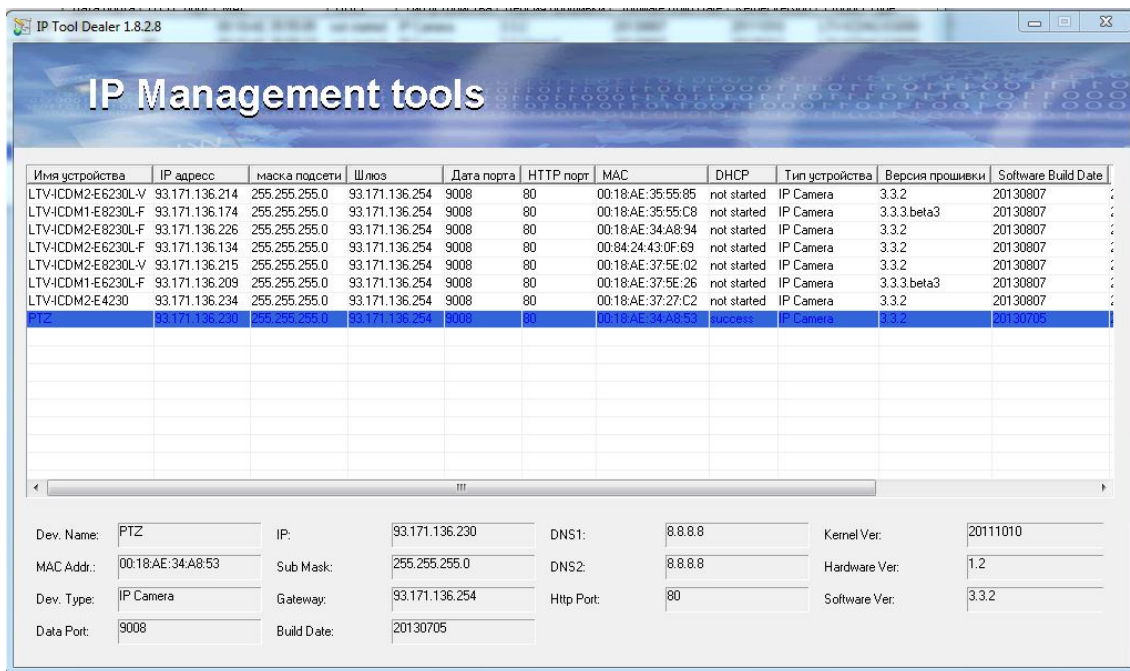 IP Tool Dealer 1.8.2.8
IP Management tools
Имя устройства IP адресс маска подсети Шлюз Дата порта HTTP порт MAC DHCP Тип устройства Версия прошивки Software Build Date
LTV-ICDM2-E6230L-V 93.171.136.214 255.255.255.0 93.171.136.254 9008 80 00:18:AE:35:55:85 not started IP Camera 3.3.2 20130807
LTV-ICDM1-E8230L-F 93.171.136.174 255.255.255.0 93.171.136.254 9008 80 00:18:AE:35:55:C8 not started IP Camera 3.3.3.beta3 20130807
LTV-ICDM2-E8230L-F 93.171.136.226 255.255.255.0 93.171.136.254 9008 80 00:18:AE:34:A8:94 not started IP Camera 3.3.2 20130807
LTV-ICDM2-E6230L-F 93.171.136.134 255.255.255.0 93.171.136.254 9008 80 00:84:24:43:0F:69 not started IP Camera 3.3.2 20130807
LTV-ICDM2-E8230L-V 93.171.136.215 255.255.255.0 93.171.136.254 9008 80 00:18:AE:37:5E:02 not started IP Camera 3.3.2 20130807
LTV-ICDM1-E6230L-F 93.171.136.209 255.255.255.0 93.171.136.254 9008 80 00:18:AE:37:5E:26 not started IP Camera 3.3.3.beta3 20130807
LTV-ICDM2-E4230 93.171.136.234 255.255.255.0 93.171.136.254 9008 80 00:18:AE:37:27:C2 not started IP Camera 3.3.2 20130807
PTZ 93.171.136.230 255.255.255.0 93.171.136.254 9008 80 00:18:AE:34:A8:53 success IP Camera 3.3.2 20130705
Dev. Name: PTZ IP: 93.171.136.230 DNS1: 8.8.8.8 Kernel Ver: 20111010
MAC Addr.: 00:18:AE:34:A8:53 Sub Mask: 255.255.255.0 DNS2: 8.8.8.8 Hardware Ver: 1.2
Dev. Type: IP Camera Gateway: 93.171.136.254 Http Port: 80 Software Ver: 3.3.2
Data Port: 9008 Build Date: 20130705